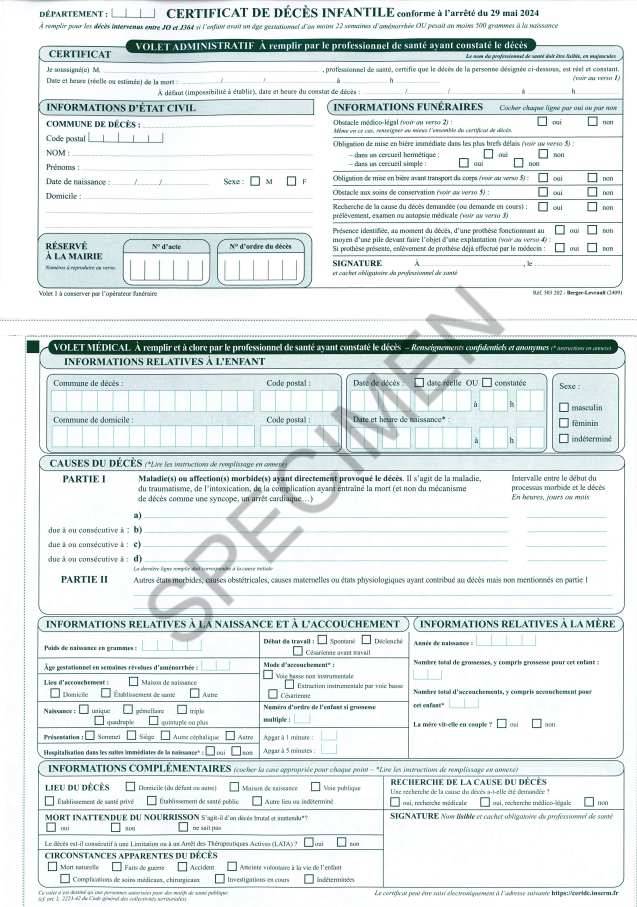 DÉPARTEMENT : CERTIFICAT DE DÉCÈS INFANTILE conforme à l'arrêté du 29 mai 2024
À remplir pour les décès intervenus entre J0 et J364 si l'enfant avait un âge gestationnel d'au moins 22 semaines d'aménorrhée OU pesait au moins 500 grammes à la naissance
VOLET ADMINISTRATIF À remplir par le professionnel de santé ayant constaté le décès
CERTIFICAT
Le nom du professionnel de santé doit être lisible, en majuscules
Je soussigné(e) M. , professionnel de santé, certifie que le décès de la personne désignée ci-dessous, est réel et constant.
Date et heure (réelle ou estimée) de la mort : / / à h (voir au verso 1)
À défaut (impossibilité à établir), date et heure du constat de décès : / / à h
INFORMATIONS D'ÉTAT CIVIL
COMMUNE DE DÉCÈS :
Code postal
NOM :
Prénoms :
Date de naissance : / / Sexe : M F
Domicile :
RÉSERVÉ À LA MAIRIE
Numéros à reproduire au verso
N° d'acte
N° d'ordre du décès
INFORMATIONS FUNÉRAIRES Cocher chaque ligne par oui ou par non
Obstacle médico-légal (voir au verso 2) : oui non
Même en ce cas, renseigner au mieux l'ensemble du certificat de décès.
Obligation de mise en bière immédiate dans les plus brefs délais (voir au verso 5) :
– dans un cercueil hermétique : oui non
– dans un cercueil simple : oui non
Obligation de mise en bière avant transport du corps (voir au verso 5) : oui non
Obstacle aux soins de conservation (voir au verso 5) : oui non
Recherche de la cause du décès demandée (ou demande en cours) : oui non
prélèvement, examen ou autopsie médicale (voir au verso 3)
Présence identifiée, au moment du décès, d'une prothèse fonctionnant au oui non
moyen d'une pile devant faire l'objet d'une explantation (voir au verso 4) :
Si prothèse présente, enlèvement de prothèse déjà effectué par le médecin : oui non
SIGNATURE À , le
et cachet obligatoire du professionnel de santé
Volet 1 à conserver par l'opérateur funéraire
Réf. 503 202 - Berger-Levrault (2409)
SPECIMEN
VOLET MÉDICAL À remplir et à clore par le professionnel de santé ayant constaté le décès – Renseignements confidentiels et anonymes (* instructions en annexe)
INFORMATIONS RELATIVES À L'ENFANT
Commune de décès : Code postal :
Commune de domicile : Code postal :
Date de décès : date réelle OU constatée
à h
Date et heure de naissance* :
à h
Sexe :
masculin
féminin
indéterminé
CAUSES DU DÉCÈS (*Lire les instructions de remplissage en annexe)
PARTIE I Maladie(s) ou affection(s) morbide(s) ayant directement provoqué le décès. Il s'agit de la maladie,
du traumatisme, de l'intoxication, de la complication ayant entraîné la mort (et non du mécanisme
de décès comme une syncope, un arrêt cardiaque…)
Intervalle entre le début du
processus morbide et le décès
En heures, jours ou mois
a)
due à ou consécutive à : b)
due à ou consécutive à : c)
due à ou consécutive à : d)
La dernière ligne remplie doit correspondre à la cause initiale
PARTIE II Autres états morbides, causes obstétricales, causes maternelles ou états physiologiques ayant contribué au décès mais non mentionnés en partie 1
INFORMATIONS RELATIVES À LA NAISSANCE ET À L'ACCOUCHEMENT
Poids de naissance en grammes :
Âge gestationnel en semaines révolues d'aménorrhée :
Lieu d'accouchement : Maison de naissance
Domicile Établissement de santé Autre
Naissance : unique gémellaire triple
quadruple quintuple ou plus
Présentation : Sommet Siège Autre céphalique Autre
Hospitalisation dans les suites immédiates de la naissance* : oui non
Début du travail : Spontané Déclenché
Césarienne avant travail
Mode d'accouchement* :
Voie basse non instrumentale
Extraction instrumentale par voie basse
Césarienne
Numéro d'ordre de l'enfant si grossesse
multiple :
Apgar à 1 minute :
Apgar à 5 minutes :
INFORMATIONS RELATIVES À LA MÈRE
Année de naissance :
Nombre total de grossesses, y compris grossesse pour cet enfant :
Nombre total d'accouchements, y compris accouchement pour
cet enfant*
La mère vit-elle en couple ? oui non
INFORMATIONS COMPLÉMENTAIRES (cocher la case appropriée pour chaque point – *Lire les instructions de remplissage en annexe)
LIEU DU DÉCÈS Domicile (du défunt ou autre) Maison de naissance Voie publique
Établissement de santé privé Établissement de santé public Autre lieu ou indéterminé
MORT INATTENDUE DU NOURRISSON S'agit-il d'un décès brutal et inattendu*?
oui non ne sait pas
Le décès est-il consécutif à une Limitation ou à un Arrêt des Thérapeutiques Actives (LATA) ? oui non
CIRCONSTANCES APPARENTES DU DÉCÈS
Mort naturelle Faits de guerre Accident Atteinte volontaire à la vie de l'enfant
Complications de soins médicaux, chirurgicaux Investigations en cours Indéterminées
RECHERCHE DE LA CAUSE DU DÉCÈS
Une recherche de la cause du décès a-t-elle été demandée ?
oui, recherche médicale oui, recherche médico-légale non
SIGNATURE Nom lisible et cachet obligatoire du professionnel de santé
Ce volet n'est destiné qu'aux personnes autorisées pour des motifs de santé publique
(cf. art. L. 2223-42 du Code général des collectivités territoriales).
Le certificat peut être saisi électroniquement à l'adresse suivante https://certdc.inserm.fr